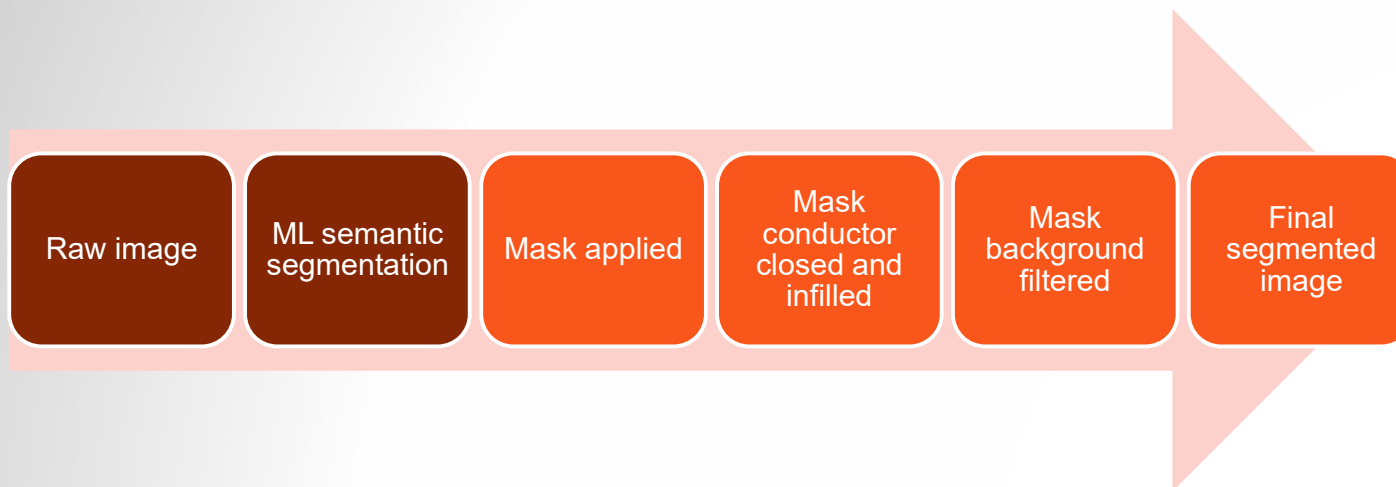 Raw image
ML semantic
segmentation
Mask applied
Mask
conductor
closed and
infilled
Mask
background
filtered
Final
segmented
image